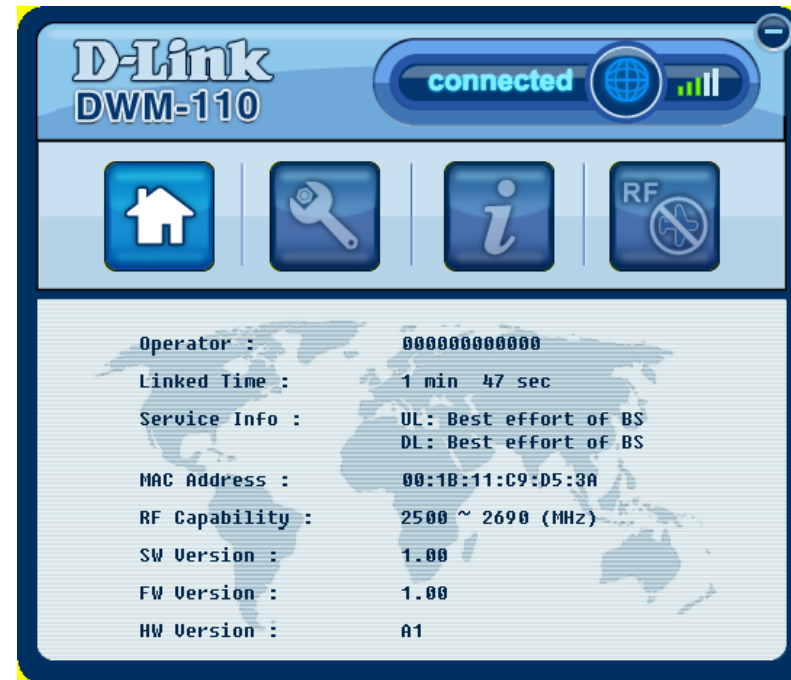 D-Link
DWM-110
connected
RF
Operator : 000000000000
Linked Time : 1 min 47 sec
Service Info : UL: Best effort of BS
DL: Best effort of BS
MAC Address : 00:1B:11:C9:D5:3A
RF Capability : 2500 ~ 2690 (MHz)
SW Version : 1.00
FW Version : 1.00
HW Version : A1